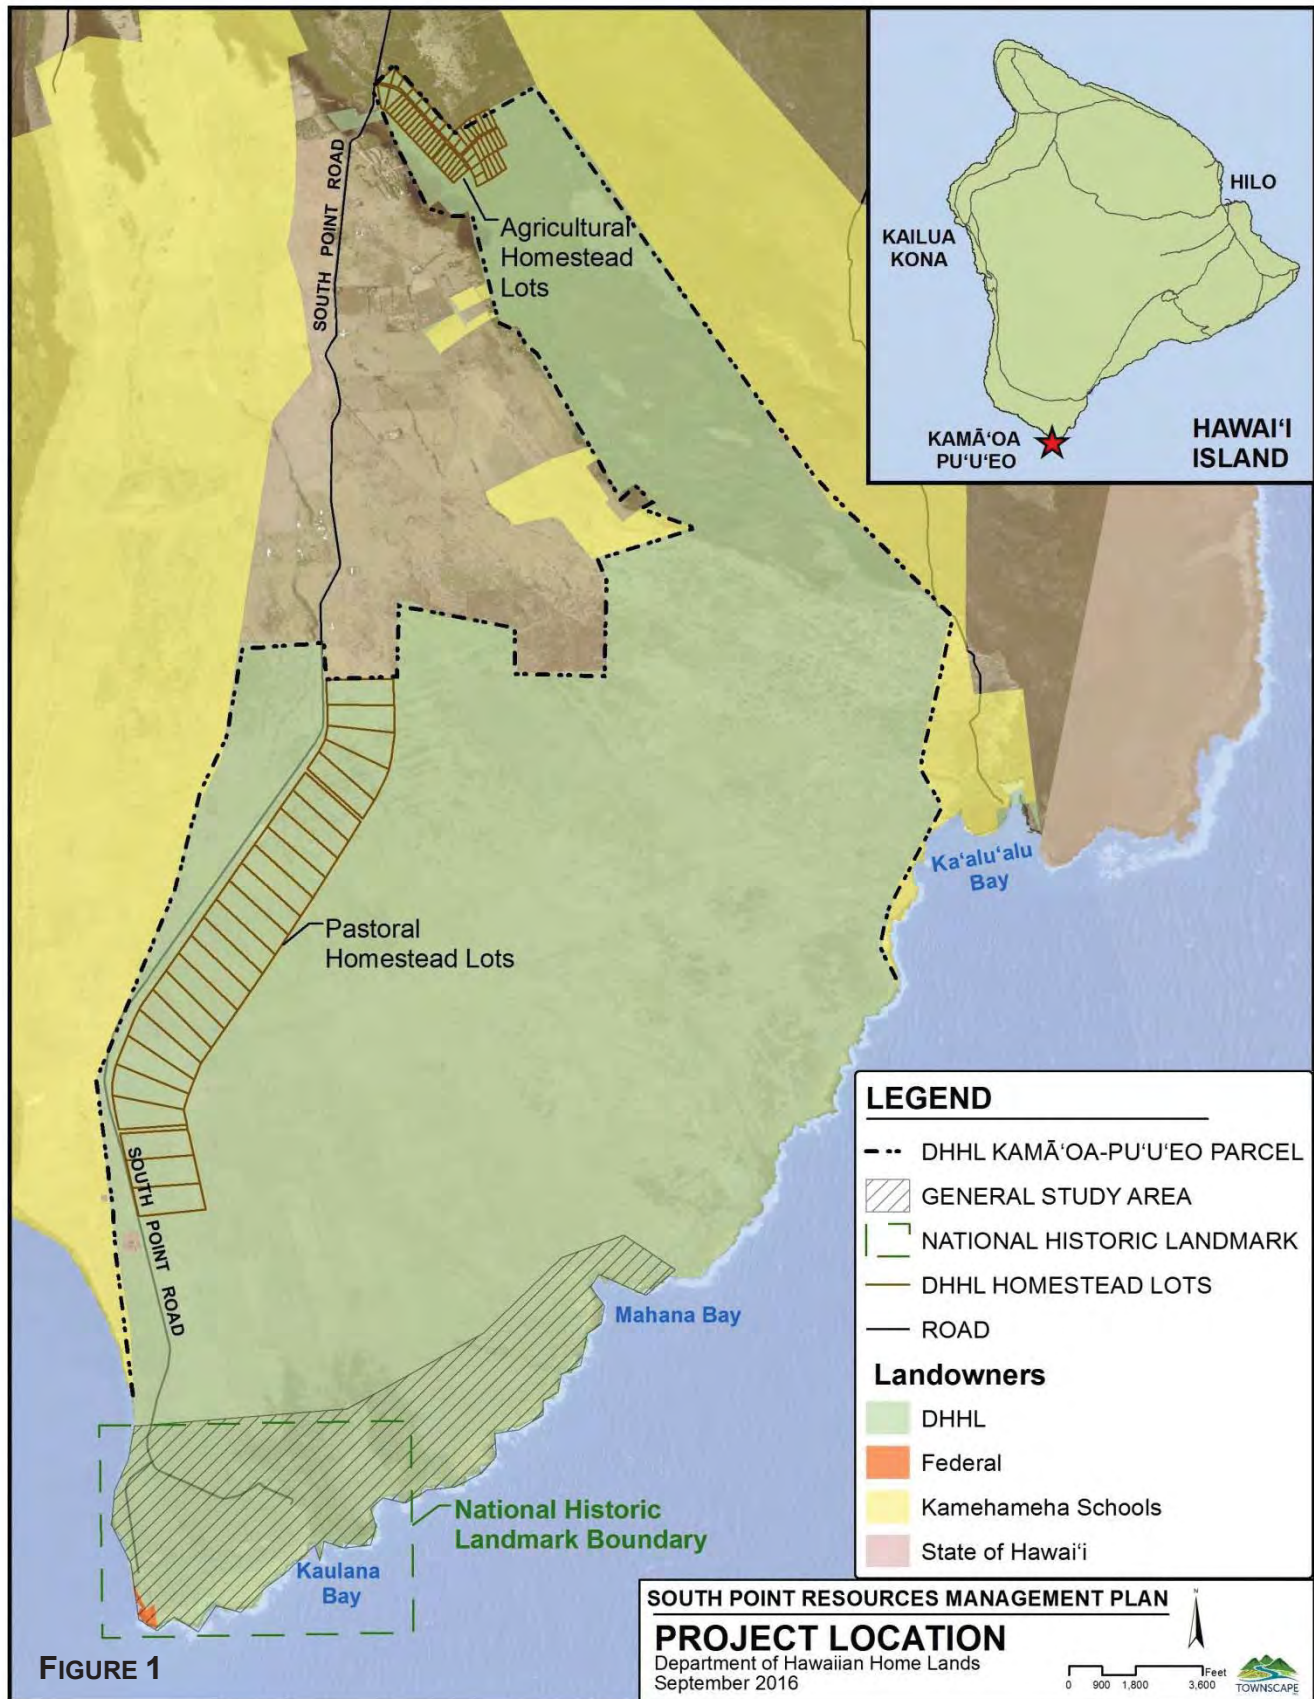 SOUTH POINT ROAD
Agricultural
Homestead
Lots
HILO
KAILUA
KONA
KAMĀ‘OA
PU‘U‘EO
HAWAI‘I
ISLAND
Ka‘alu‘alu
Bay
Pastoral
Homestead Lots
SOUTH POINT ROAD
Mahana Bay
National Historic
Landmark Boundary
Kaulana
Bay
LEGEND
DHHL KAMĀ‘OA-PU‘U‘EO PARCEL
GENERAL STUDY AREA
NATIONAL HISTORIC LANDMARK
DHHL HOMESTEAD LOTS
ROAD
Landowners
DHHL
Federal
Kamehameha Schools
State of Hawai‘i
SOUTH POINT RESOURCES MANAGEMENT PLAN
PROJECT LOCATION
Department of Hawaiian Home Lands
September 2016
N
Feet
0 900 1,800 3,600
TOWNSCAPE
FIGURE 1